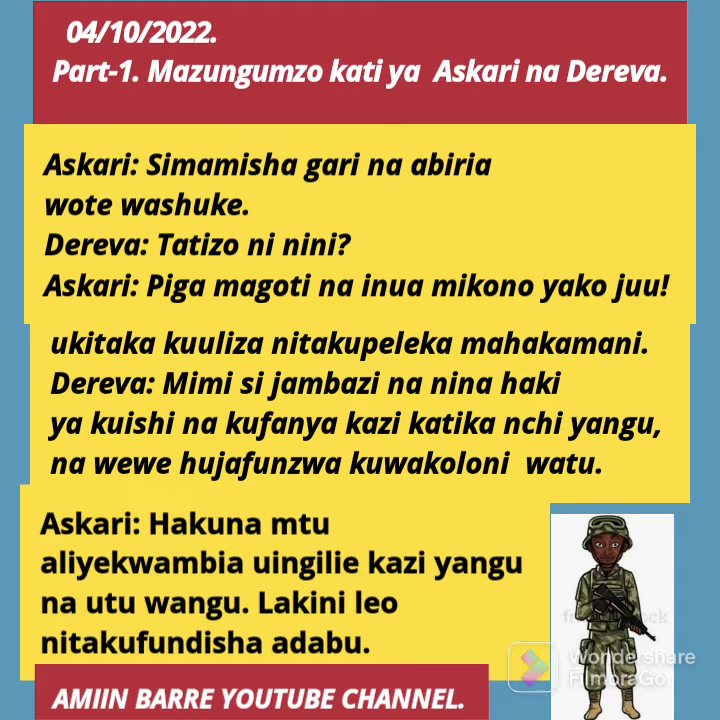 04/10/2022.
Part-1. Mazungumzo kati ya Askari na Dereva.
Askari: Simamisha gari na abiria
wote washuke.
Dereva: Tatizo ni nini?
Askari: Piga magoti na inua mikono yako juu!
ukitaka kuuliza nitakupeleka mahakamani.
Dereva: Mimi si jambazi na nina haki
ya kuishi na kufanya kazi katika nchi yangu,
na wewe hujafunzwa kuwakoloni watu.
Askari: Hakuna mtu
aliyekwambia uingilie kazi yangu
na utu wangu. Lakini leo
nitakufundisha adabu.
Wondershare
FilmoraGo
AMIIN BARRE YOUTUBE CHANNEL.